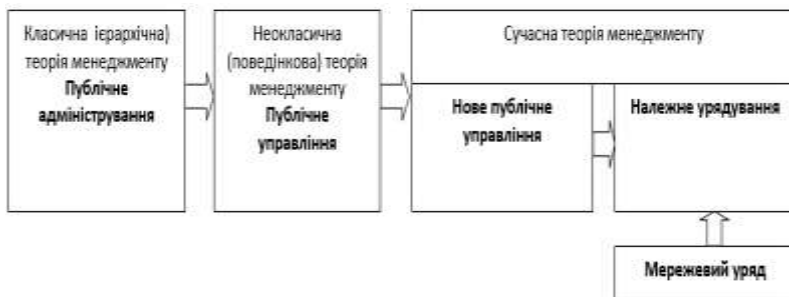 Класична ієрархічна)
теорія менеджменту
Публічне
адміністрування
Неокласична
(поведінкова) теорія
менеджменту
Публічне
управління
Сучасна теорія менеджменту
Нове публічне
управління
Належне урядування
Мережевий уряд